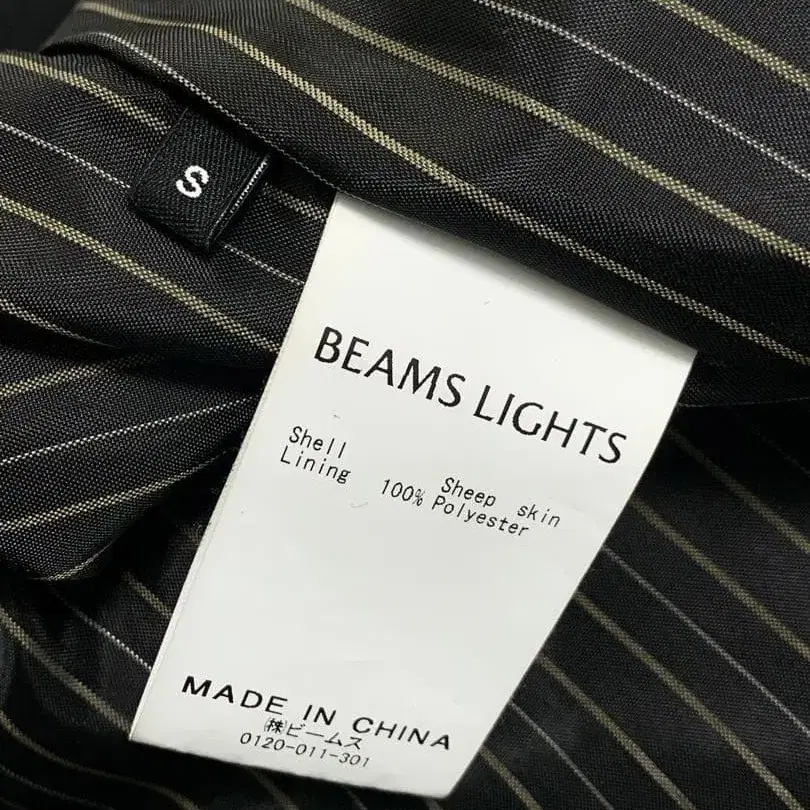 S
BEAMS LIGHTS
Shell Sheep skin
Lining 100% Polyester
MADE IN CHINA
㈱ビームス
0120-011-301